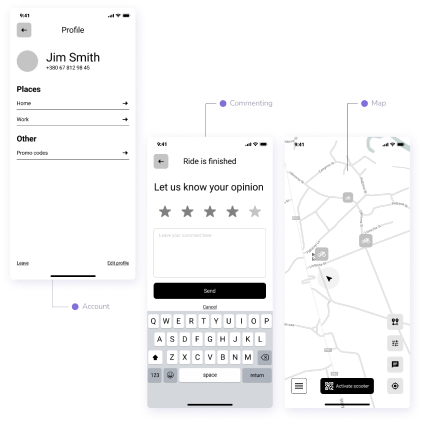 9:41
Profile
Jim Smith
+380 67 812 98 45
Places
Home
Work
Other
Promo codes
Leave
Edit profile
Account
Commenting
9:41
Ride is finished
Let us know your opinion
Leave your comment here
Send
Cancel
Q W E R T Y U I O P
A S D F G H J K L
Z X C V B N M
123
space
return
Map
9:41
Activate scooter